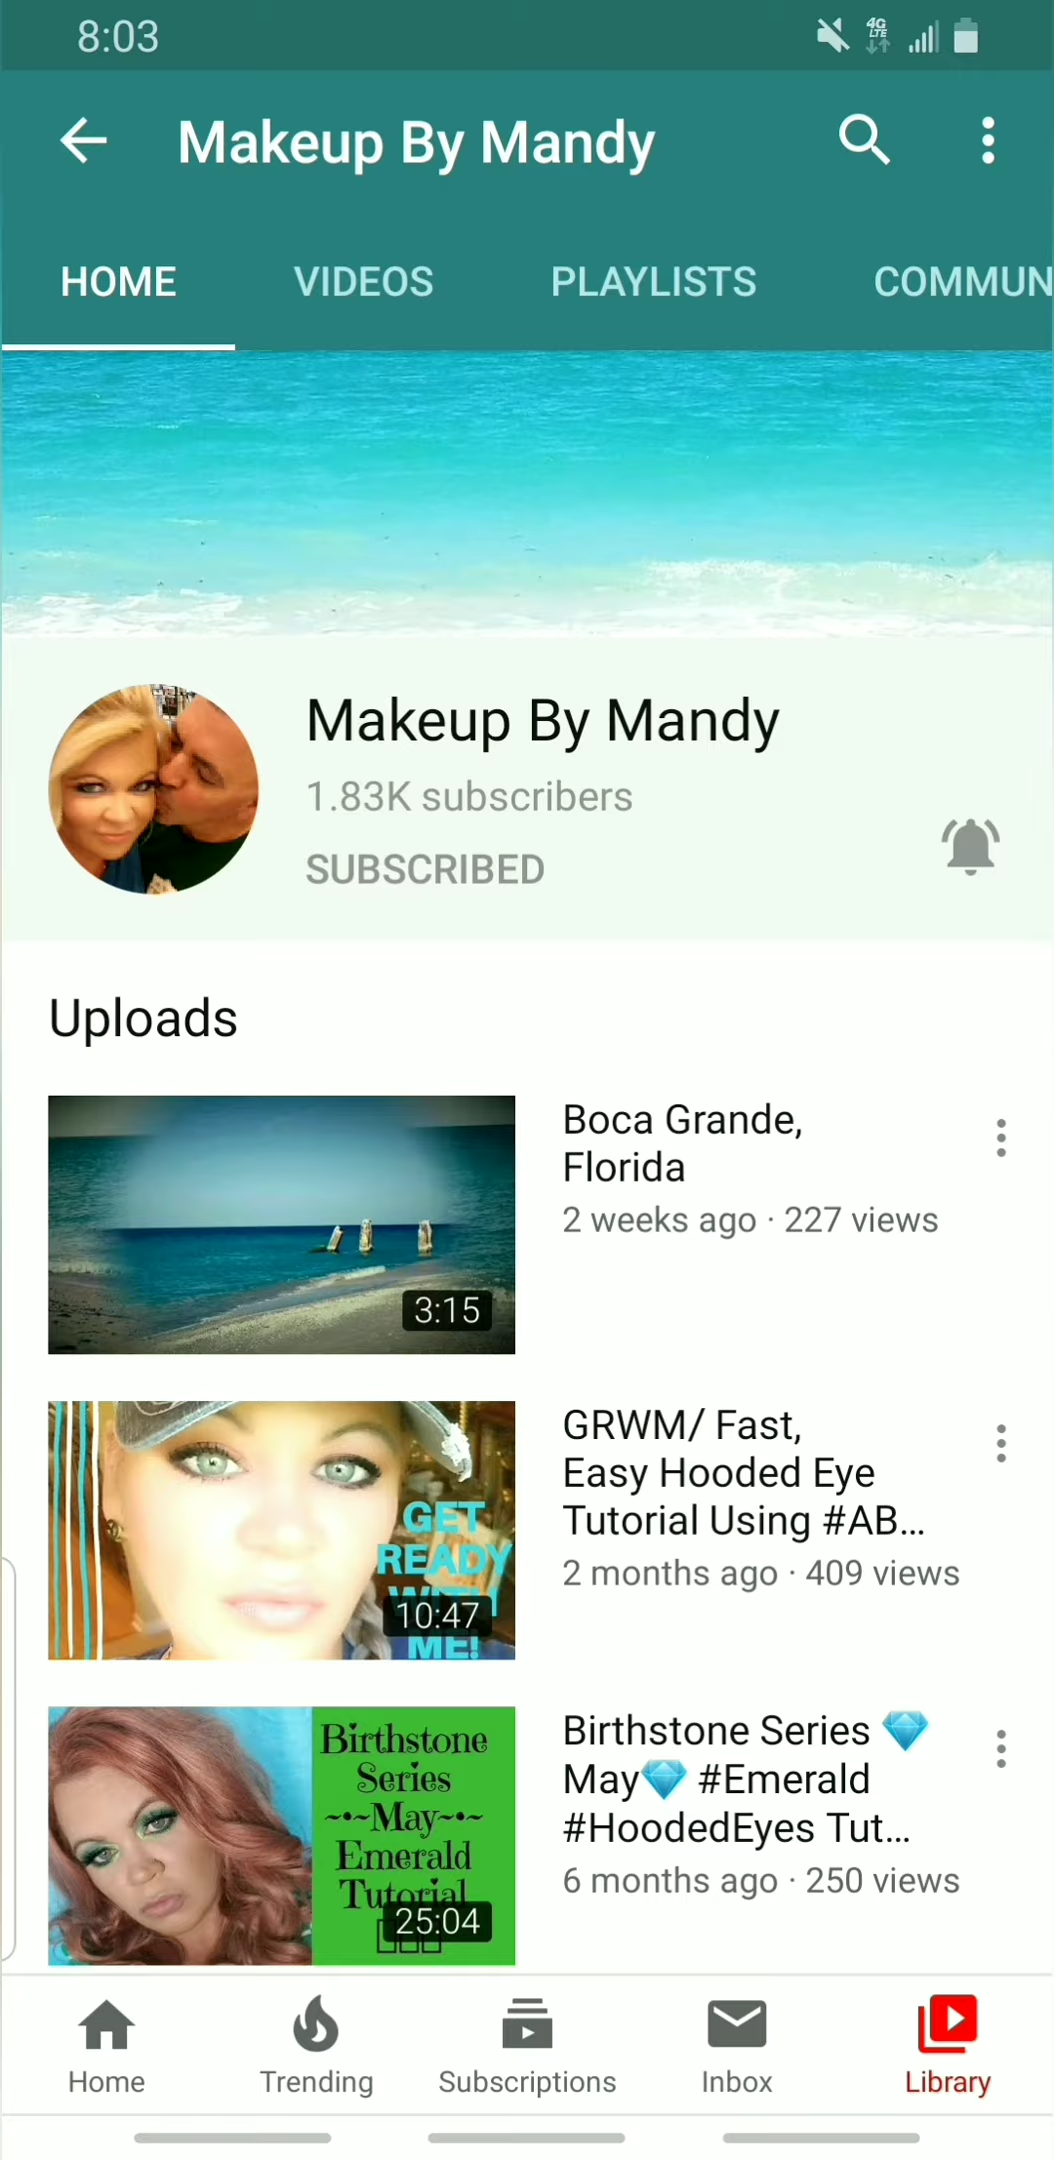 8:03
4G
LTE
Makeup By Mandy
HOME VIDEOS PLAYLISTS COMMUN
Makeup By Mandy
1.83K subscribers
SUBSCRIBED
Uploads
3:15
Boca Grande,
Florida
2 weeks ago · 227 views
GET
READY
WITH
ME!
10:47
GRWM/ Fast,
Easy Hooded Eye
Tutorial Using #AB...
2 months ago · 409 views
Birthstone
Series
~•~May~•~
Emerald
Tutorial
25:04
Birthstone Series 💎
May💎 #Emerald
#HoodedEyes Tut...
6 months ago · 250 views
Home Trending Subscriptions Inbox Library